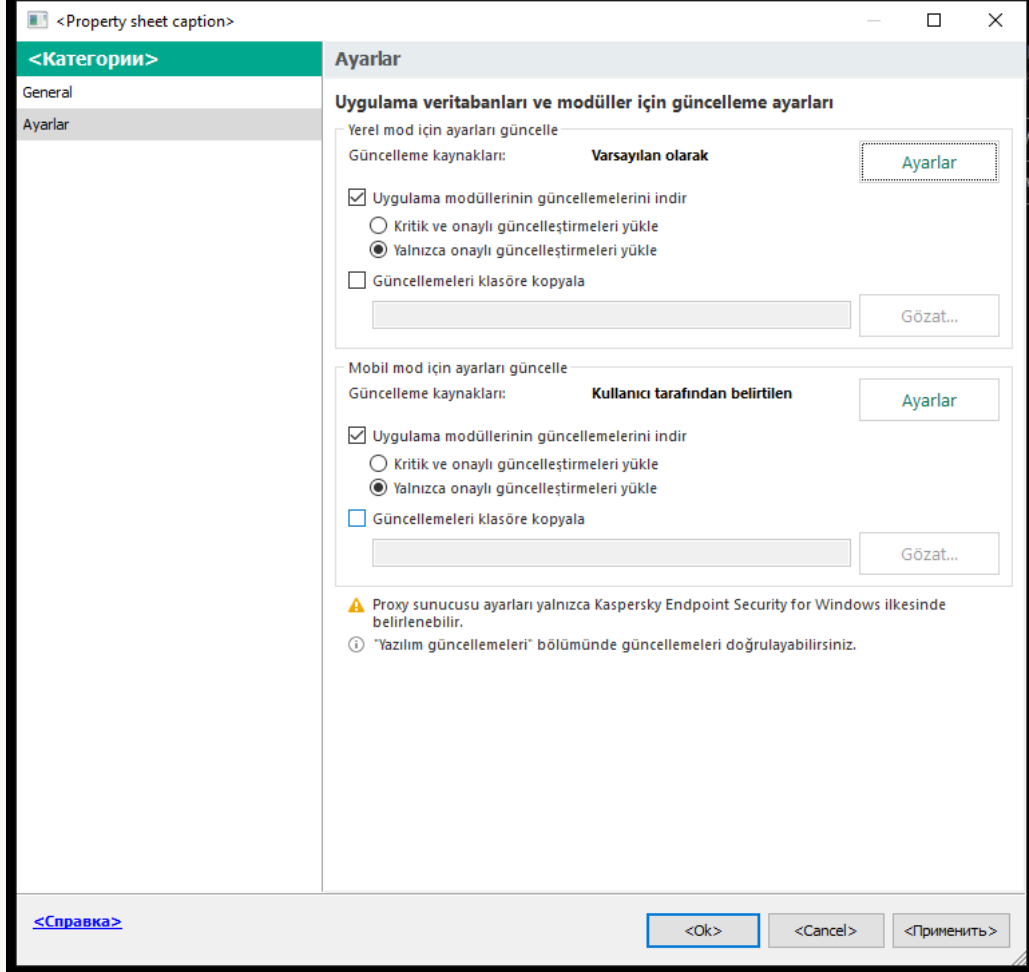 <Property sheet caption>
<Категории>
General
Ayarlar
Ayarlar
Uygulama veritabanları ve modüller için güncelleme ayarları
Yerel mod için ayarları güncelle
Güncelleme kaynakları: Varsayılan olarak
Ayarlar
Uygulama modüllerinin güncellemelerini indir
Kritik ve onaylı güncelleştirmeleri yükle
Yalnızca onaylı güncelleştirmeleri yükle
Güncellemeleri klasöre kopyala
Gözat...
Mobil mod için ayarları güncelle
Güncelleme kaynakları: Kullanıcı tarafından belirtilen
Ayarlar
Uygulama modüllerinin güncellemelerini indir
Kritik ve onaylı güncelleştirmeleri yükle
Yalnızca onaylı güncelleştirmeleri yükle
Güncellemeleri klasöre kopyala
Gözat...
Proxy sunucusu ayarları yalnızca Kaspersky Endpoint Security for Windows ilkesinde
belirlenebilir.
"Yazılım güncellemeleri" bölümünde güncellemeleri doğrulayabilirsiniz.
<Справка>
<Ok> <Cancel> <Применить>